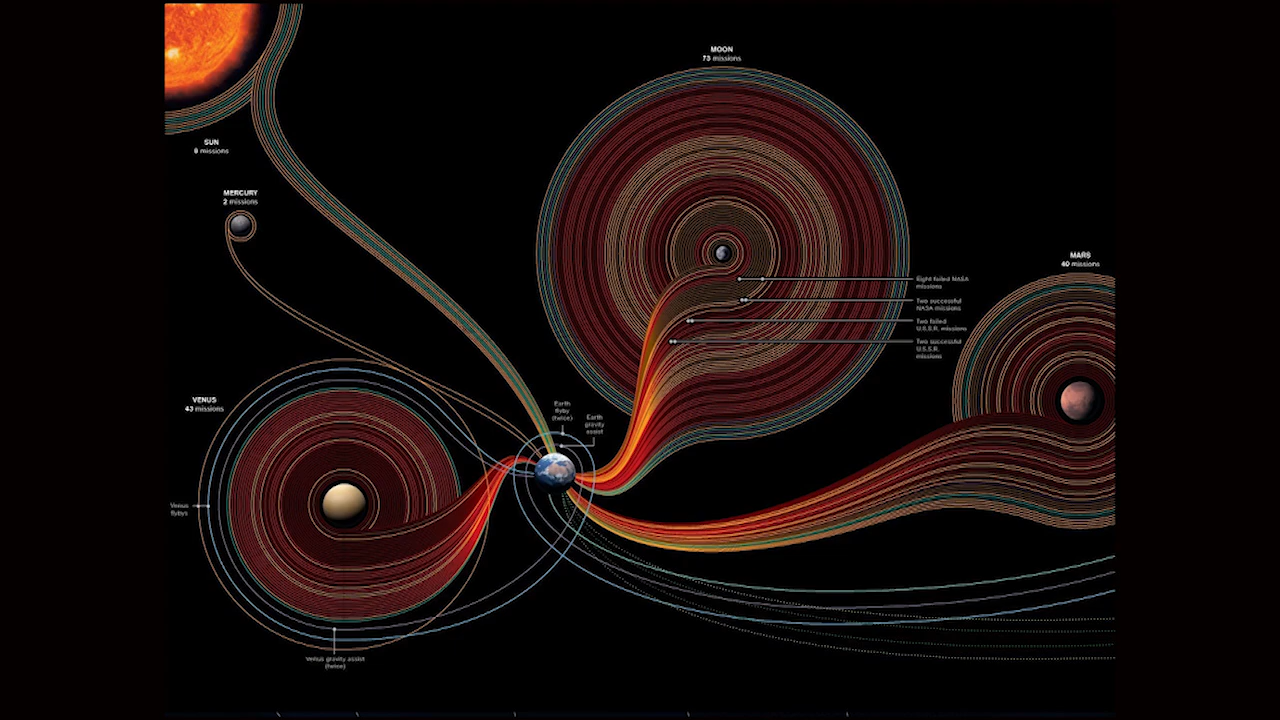 MOON
73 missions
SUN
8 missions
MERCURY
2 missions
MARS
40 missions
Eight failed NASA
missions
Two successful
NASA missions
Two failed
U.S.S.R. missions
Two successful
U.S.S.R.
missions
VENUS
43 missions
Earth
flyby
(twice)
Earth
gravity
assist
Venus
flybys
Venus gravity assist
(twice)